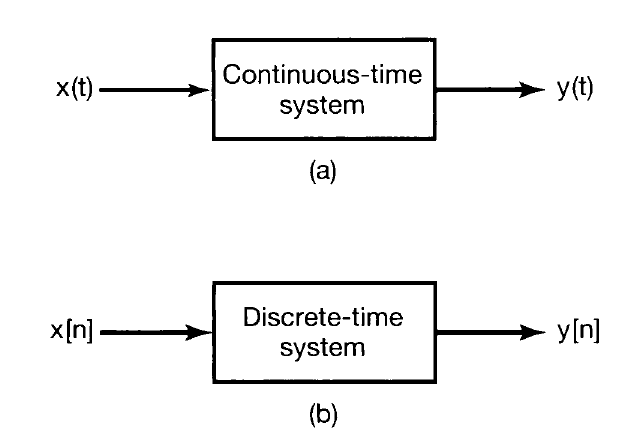 x(t)
Continuous-time
system
y(t)
(a)
x[n]
Discrete-time
system
y[n]
(b)